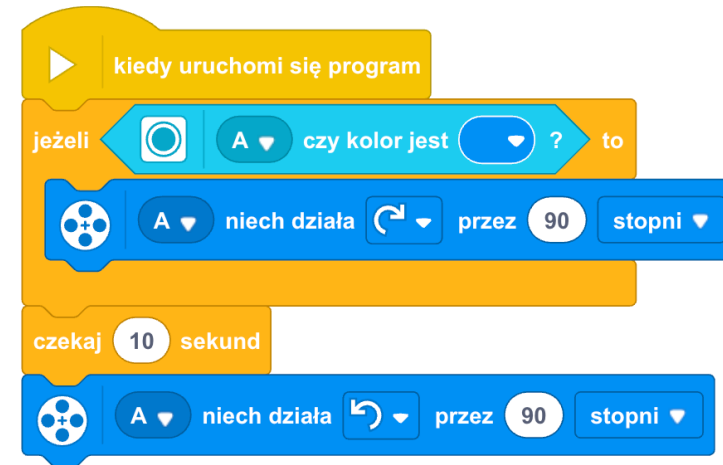 kiedy uruchomi się program
jeżeli A czy kolor jest ? to
A niech działa przez 90 stopni
czekaj 10 sekund
A niech działa przez 90 stopni